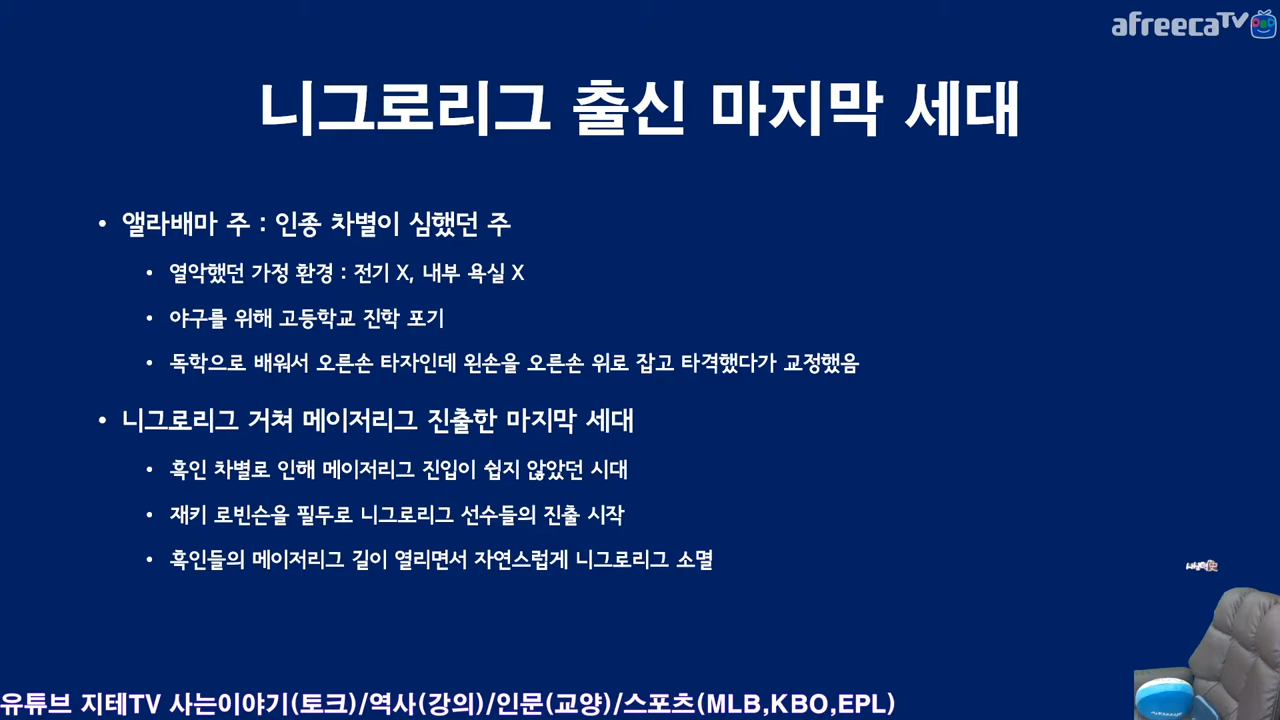 afreecaTV
니그로리그 출신 마지막 세대
• 앨라배마 주 : 인종 차별이 심했던 주
• 열악했던 가정 환경 : 전기 X, 내부 욕실 X
• 야구를 위해 고등학교 진학 포기
• 독학으로 배워서 오른손 타자인데 왼손을 오른손 위로 잡고 타격했다가 교정했음
• 니그로리그 거쳐 메이저리그 진출한 마지막 세대
• 흑인 차별로 인해 메이저리그 진입이 쉽지 않았던 시대
• 재키 로빈슨을 필두로 니그로리그 선수들의 진출 시작
• 흑인들의 메이저리그 길이 열리면서 자연스럽게 니그로리그 소멸
유튜브 지테TV 사는이야기(토크)/역사(강의)/인문(교양)/스포츠(MLB,KBO,EPL)